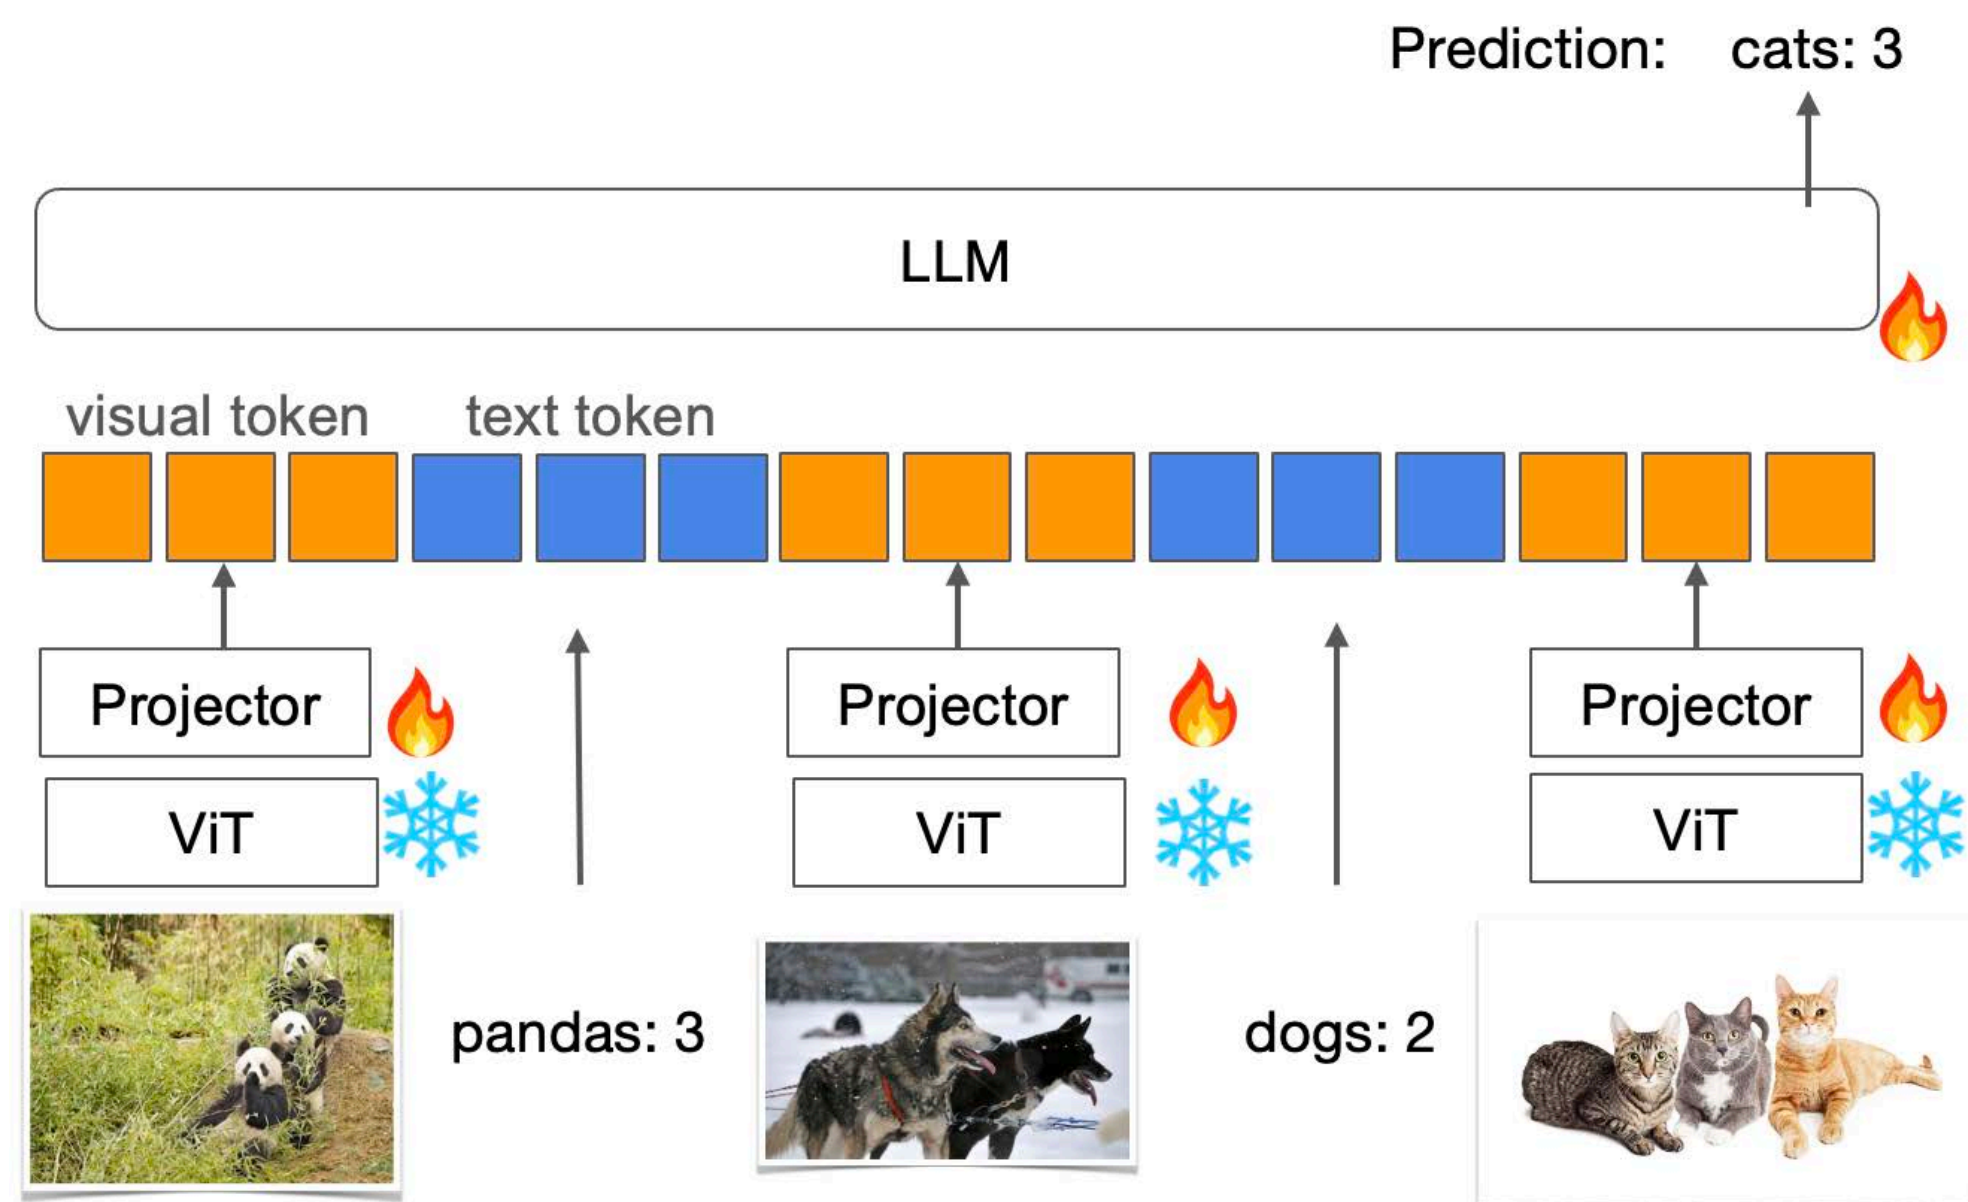 Prediction: cats: 3
LLM
visual token text token
Projector Projector Projector
ViT ViT ViT
pandas: 3 dogs: 2